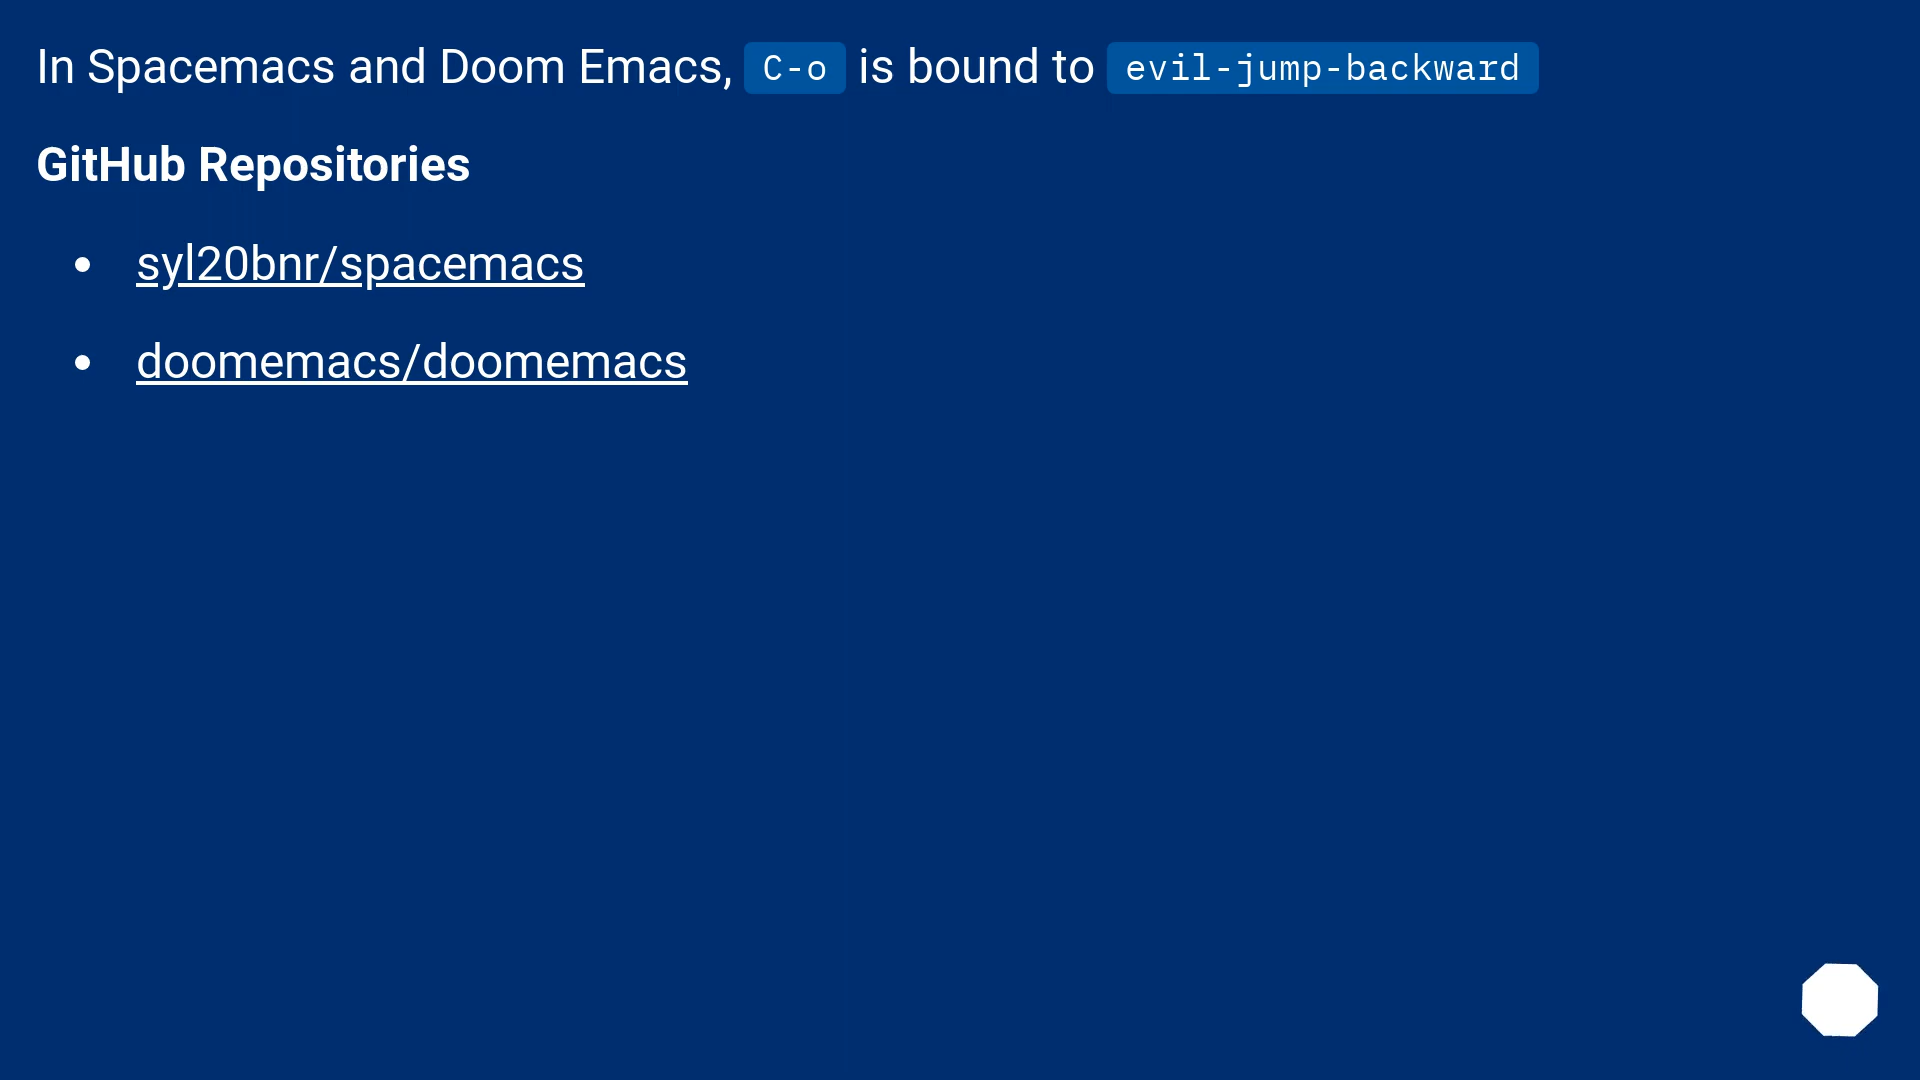 In Spacemacs and Doom Emacs, C-o is bound to evil-jump-backward
GitHub Repositories
• syl20bnr/spacemacs
• doomemacs/doomemacs